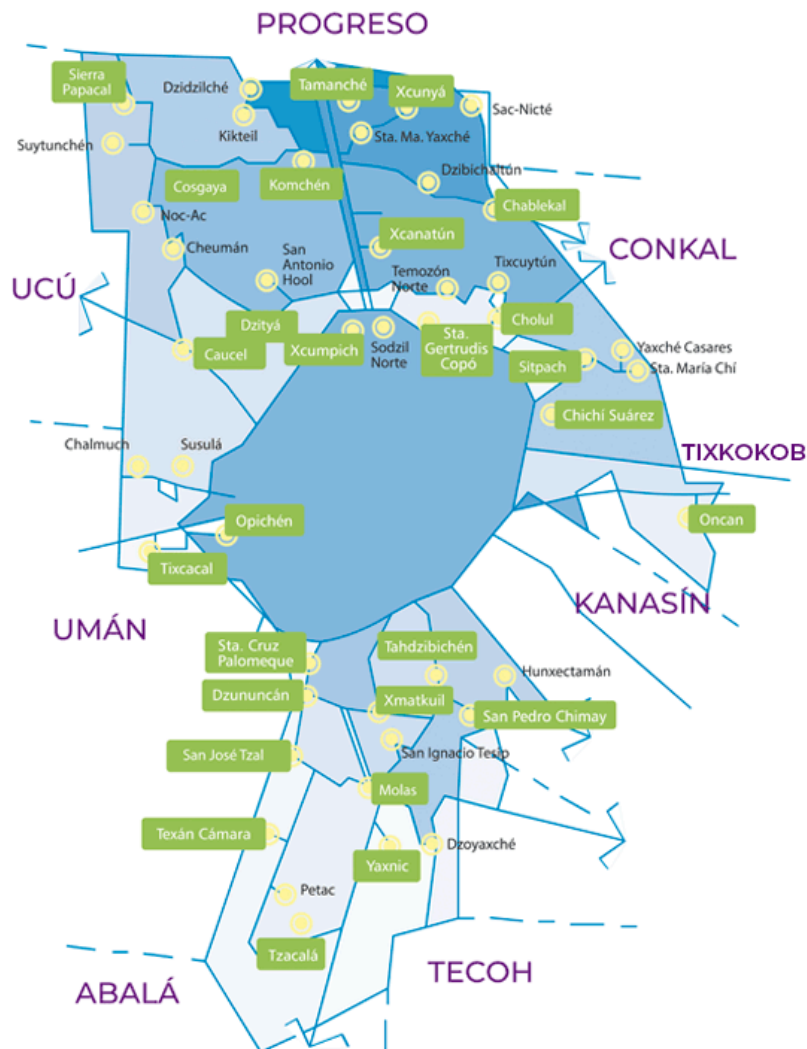 PROGRESO
Sierra
Papacal
Dzidzilché
Tamanché
Xcunyá
Sac-Nicté
Kikteil
Sta. Ma. Yaxché
Suytunchén
Dzibichaltún
Cosgaya
Komchén
Chablekal
Noc-Ac
Xcanatún
Cheumán
San
Antonio
Hool
CONKAL
Temozón
Norte
Tixcuytún
UCÚ
Dzityá
Cholul
Caucel
Xcumpich
Sodzil
Norte
Sta.
Gertrudis
Copó
Sitpach
Yaxché Casares
Sta. María Chí
Chichí Suárez
Chalmuch
Susulá
TIXKOKOB
Opichén
Oncan
Tixcacal
KANASÍN
UMÁN
Sta. Cruz
Palomeque
Tahdzibichén
Hunxectamán
Dzununcán
Xmatkuil
San Pedro Chimay
San José Tzal
San Ignacio Tesip
Molas
Texán Cámara
Yaxnic
Dzoyaxché
Petac
Tzacalá
TECOH
ABALÁ